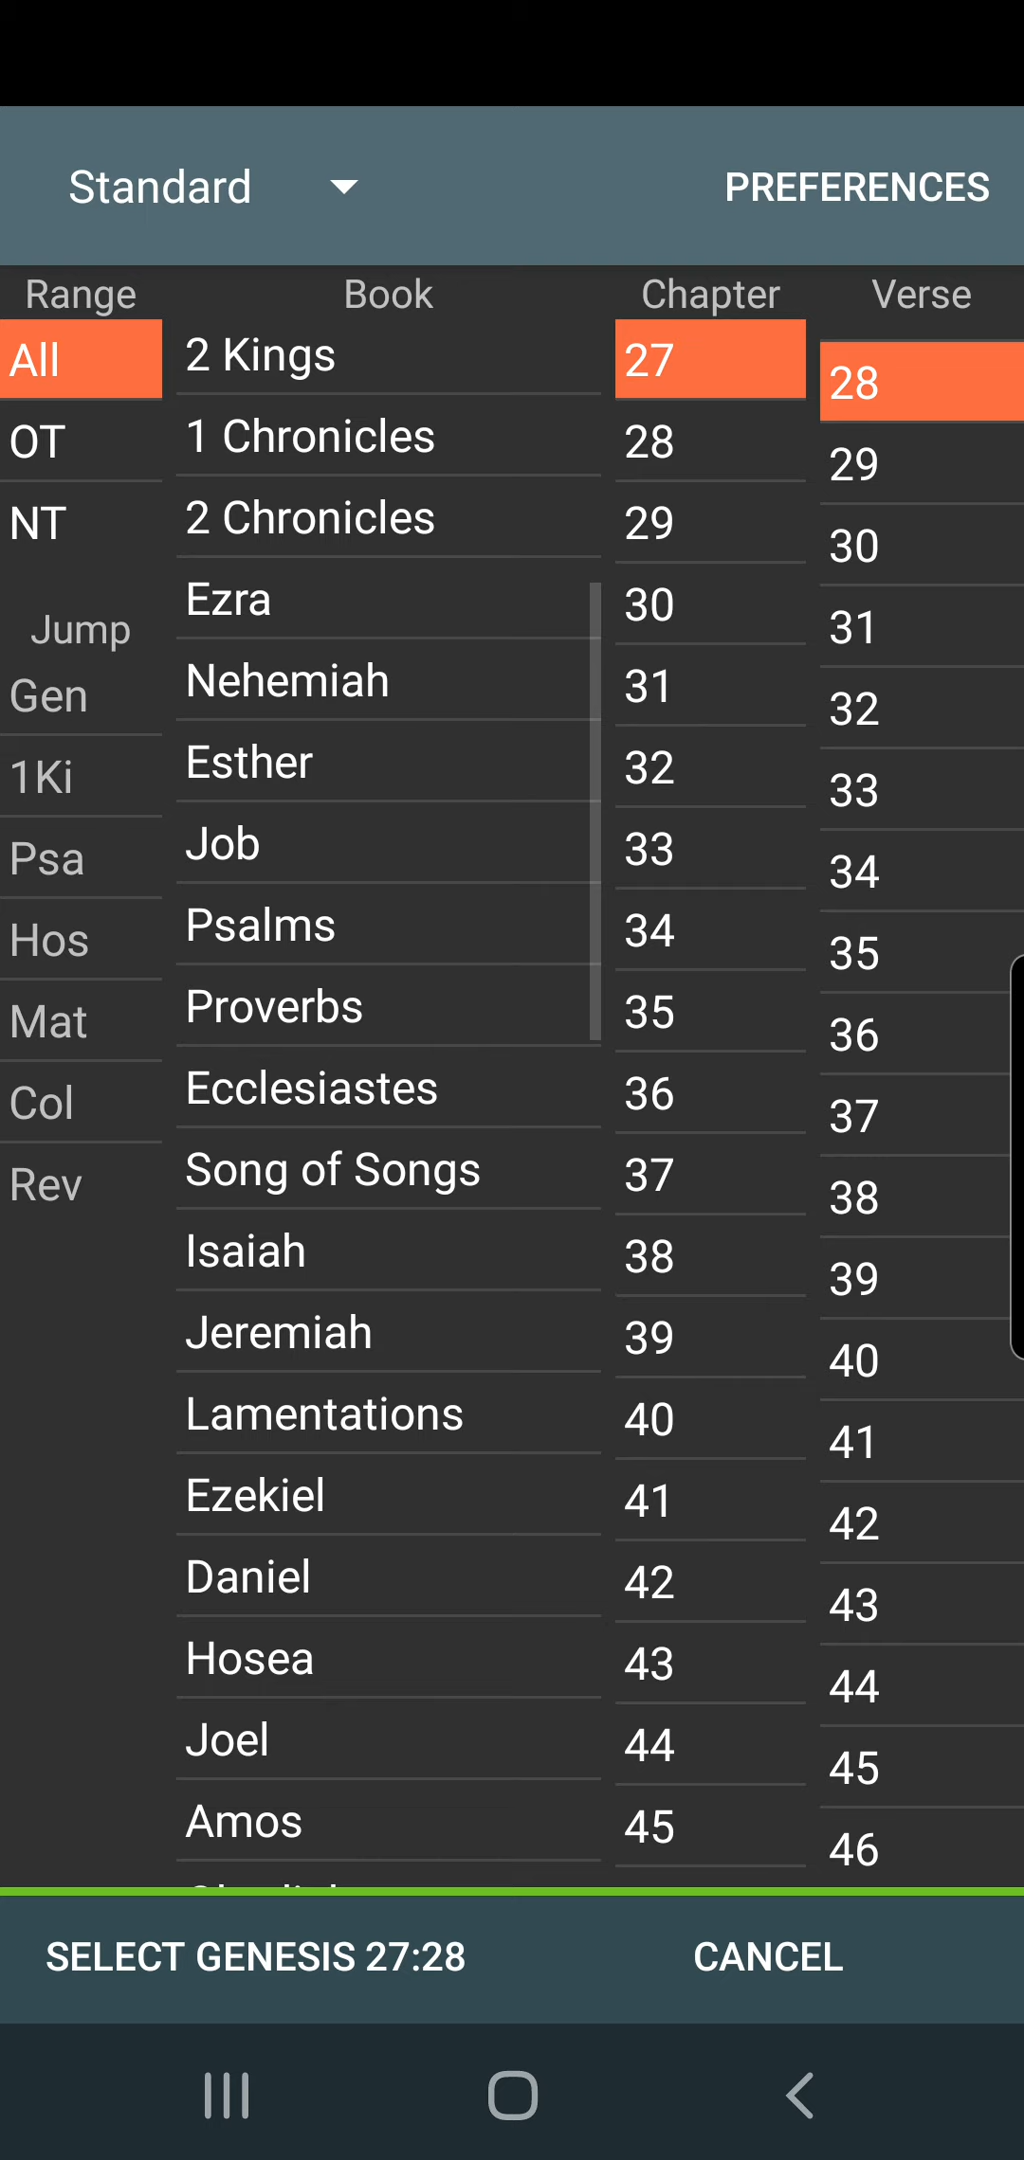 Standard PREFERENCES
Range Book Chapter Verse
All
OT
NT
Jump
Gen
1Ki
Psa
Hos
Mat
Col
Rev
2 Kings
1 Chronicles
2 Chronicles
Ezra
Nehemiah
Esther
Job
Psalms
Proverbs
Ecclesiastes
Song of Songs
Isaiah
Jeremiah
Lamentations
Ezekiel
Daniel
Hosea
Joel
Amos
27
28
29
30
31
32
33
34
35
36
37
38
39
40
41
42
43
44
45
28
29
30
31
32
33
34
35
36
37
38
39
40
41
42
43
44
45
46
SELECT GENESIS 27:28 CANCEL